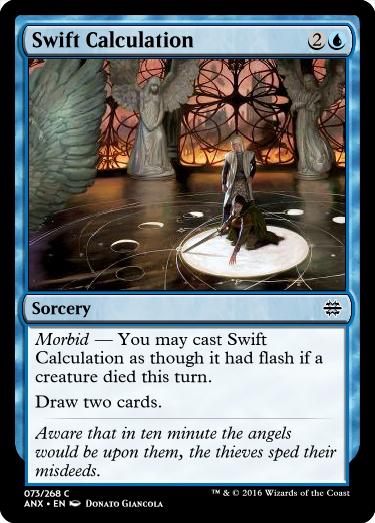 Swift Calculation 2
Sorcery
Morbid — You may cast Swift
Calculation as though it had flash if a
creature died this turn.
Draw two cards.
Aware that in ten minute the angels
would be upon them, the thieves sped their
misdeeds.
073/268 C
ANX • EN Donato Giancola
™ & © 2016 Wizards of the Coast